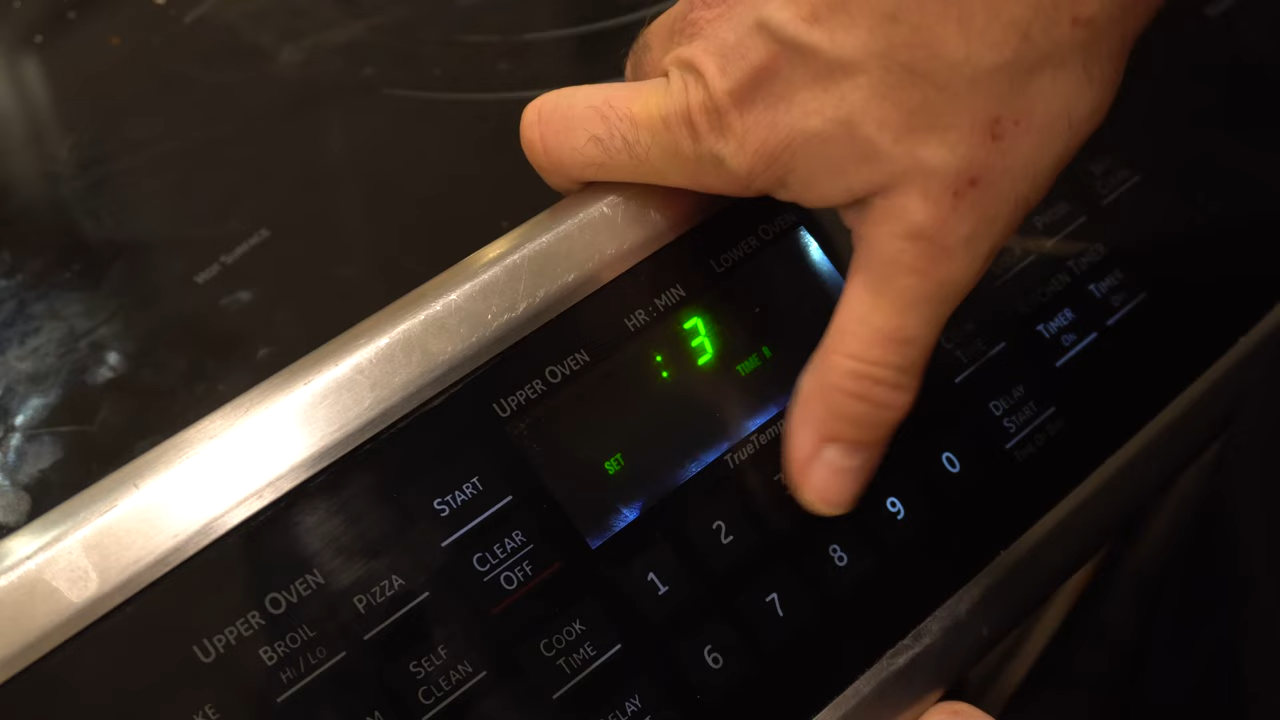 HOT SURFACE
LOWER OVEN
HR : MIN
UPPER OVEN
: 3
TIME R
SET
TrueTemp
START
CLEAR
OFF
1
2
6
7
8
9
0
UPPER OVEN
BROIL
HI / LO
PIZZA
SELF
CLEAN
COOK
TIME
KITCHEN TIMER
TIMER
On
TIMER
DELAY
START